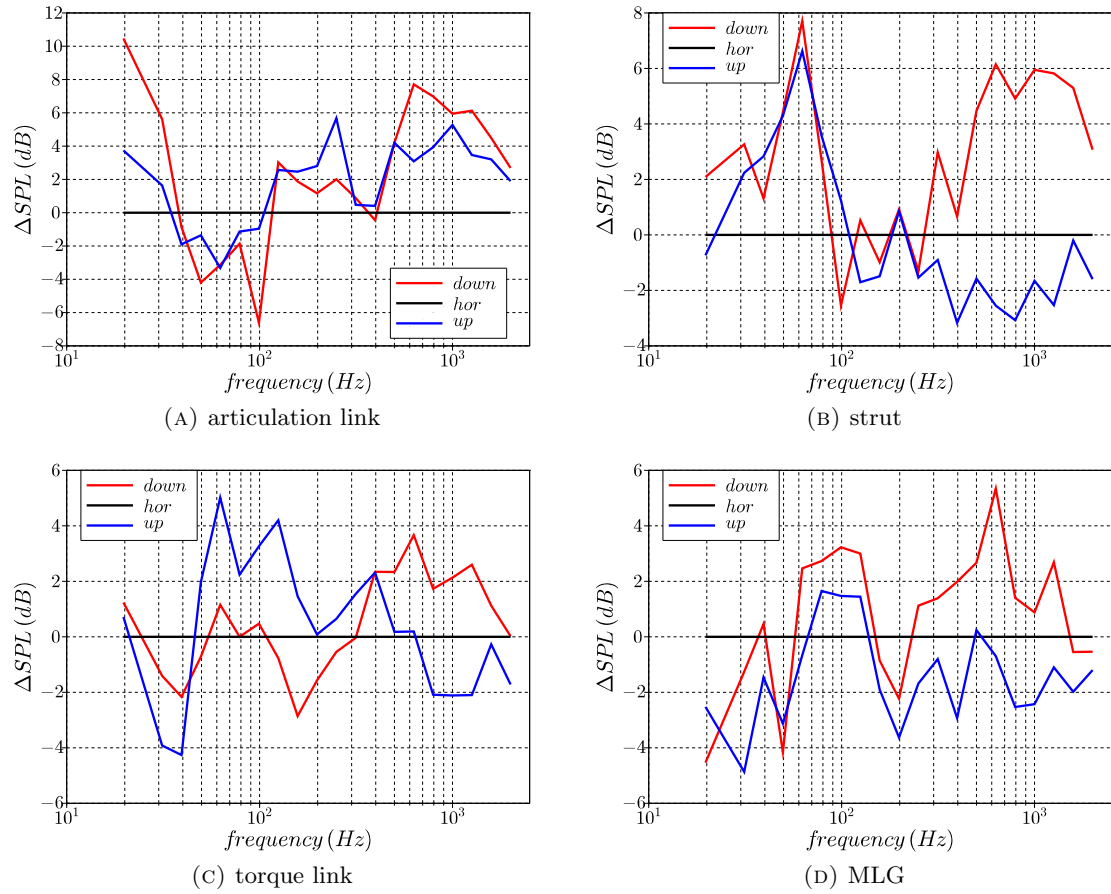 12
10
8
6
4
2
0
−2
−4
−6
−8
ΔSPL (dB)
down
hor
up
10¹
10²
10³
frequency (Hz)
(A) articulation link
8
6
4
2
0
−2
−4
ΔSPL (dB)
down
hor
up
10¹
10²
10³
frequency (Hz)
(B) strut
6
4
2
0
−2
−4
−6
ΔSPL (dB)
down
hor
up
10¹
10²
10³
frequency (Hz)
(C) torque link
6
4
2
0
−2
−4
−6
ΔSPL (dB)
down
hor
up
10¹
10²
10³
frequency (Hz)
(D) MLG